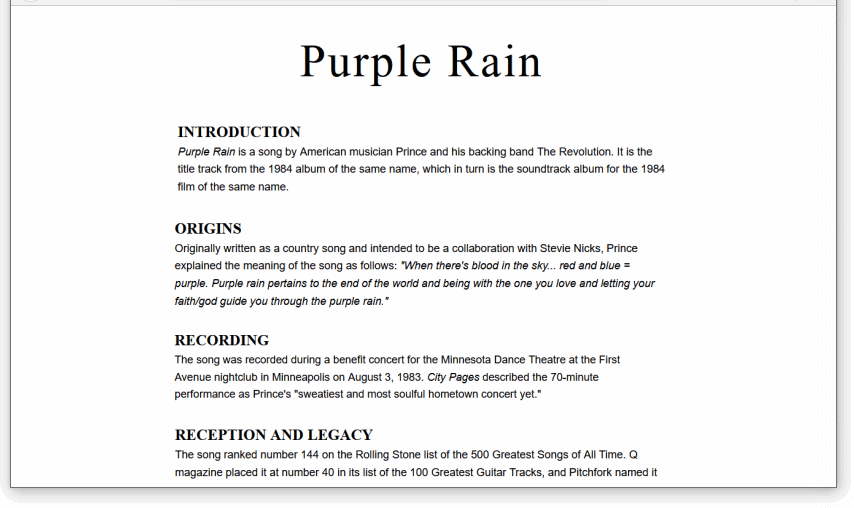 Purple Rain
INTRODUCTION
Purple Rain is a song by American musician Prince and his backing band The Revolution. It is the
title track from the 1984 album of the same name, which in turn is the soundtrack album for the 1984
film of the same name.
ORIGINS
Originally written as a country song and intended to be a collaboration with Stevie Nicks, Prince
explained the meaning of the song as follows: "When there's blood in the sky... red and blue =
purple. Purple rain pertains to the end of the world and being with the one you love and letting your
faith/god guide you through the purple rain."
RECORDING
The song was recorded during a benefit concert for the Minnesota Dance Theatre at the First
Avenue nightclub in Minneapolis on August 3, 1983. City Pages described the 70-minute
performance as Prince's "sweatiest and most soulful hometown concert yet."
RECEPTION AND LEGACY
The song ranked number 144 on the Rolling Stone list of the 500 Greatest Songs of All Time. Q
magazine placed it at number 40 in its list of the 100 Greatest Guitar Tracks, and Pitchfork named it